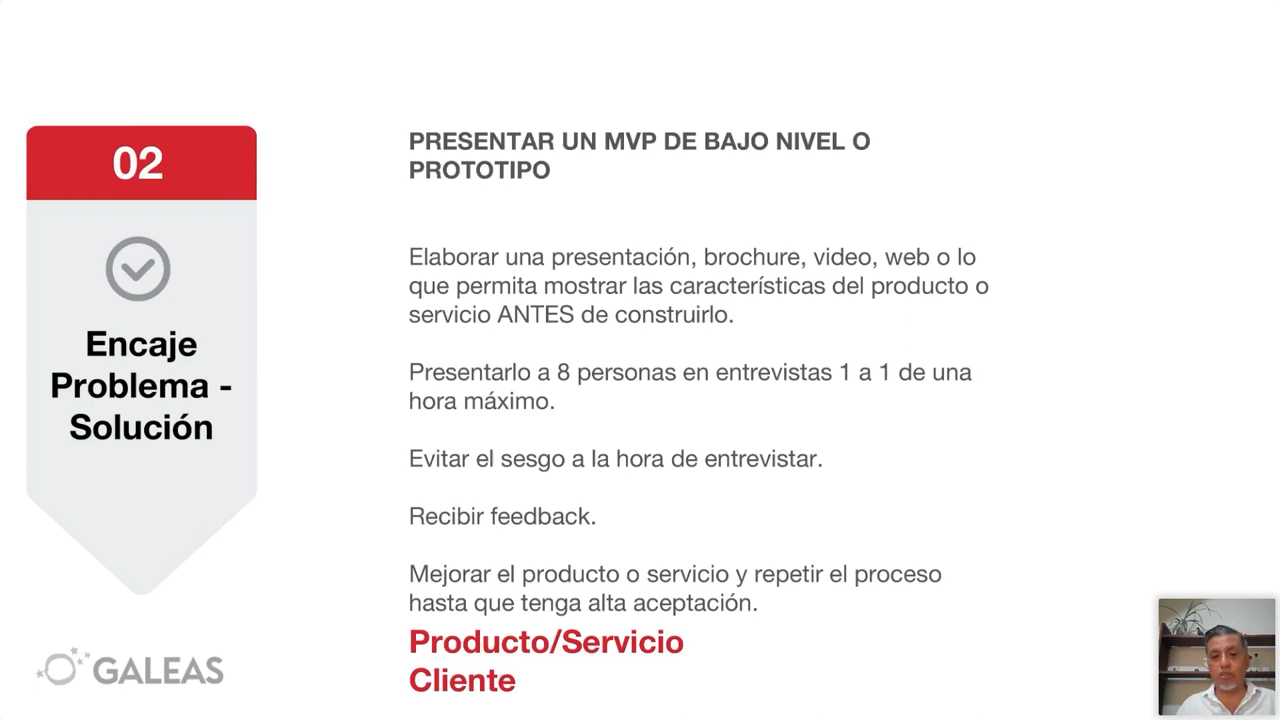 02
Encaje
Problema -
Solución
GALEAS
PRESENTAR UN MVP DE BAJO NIVEL O
PROTOTIPO
Elaborar una presentación, brochure, video, web o lo
que permita mostrar las características del producto o
servicio ANTES de construirlo.
Presentarlo a 8 personas en entrevistas 1 a 1 de una
hora máximo.
Evitar el sesgo a la hora de entrevistar.
Recibir feedback.
Mejorar el producto o servicio y repetir el proceso
hasta que tenga alta aceptación.
Producto/Servicio
Cliente